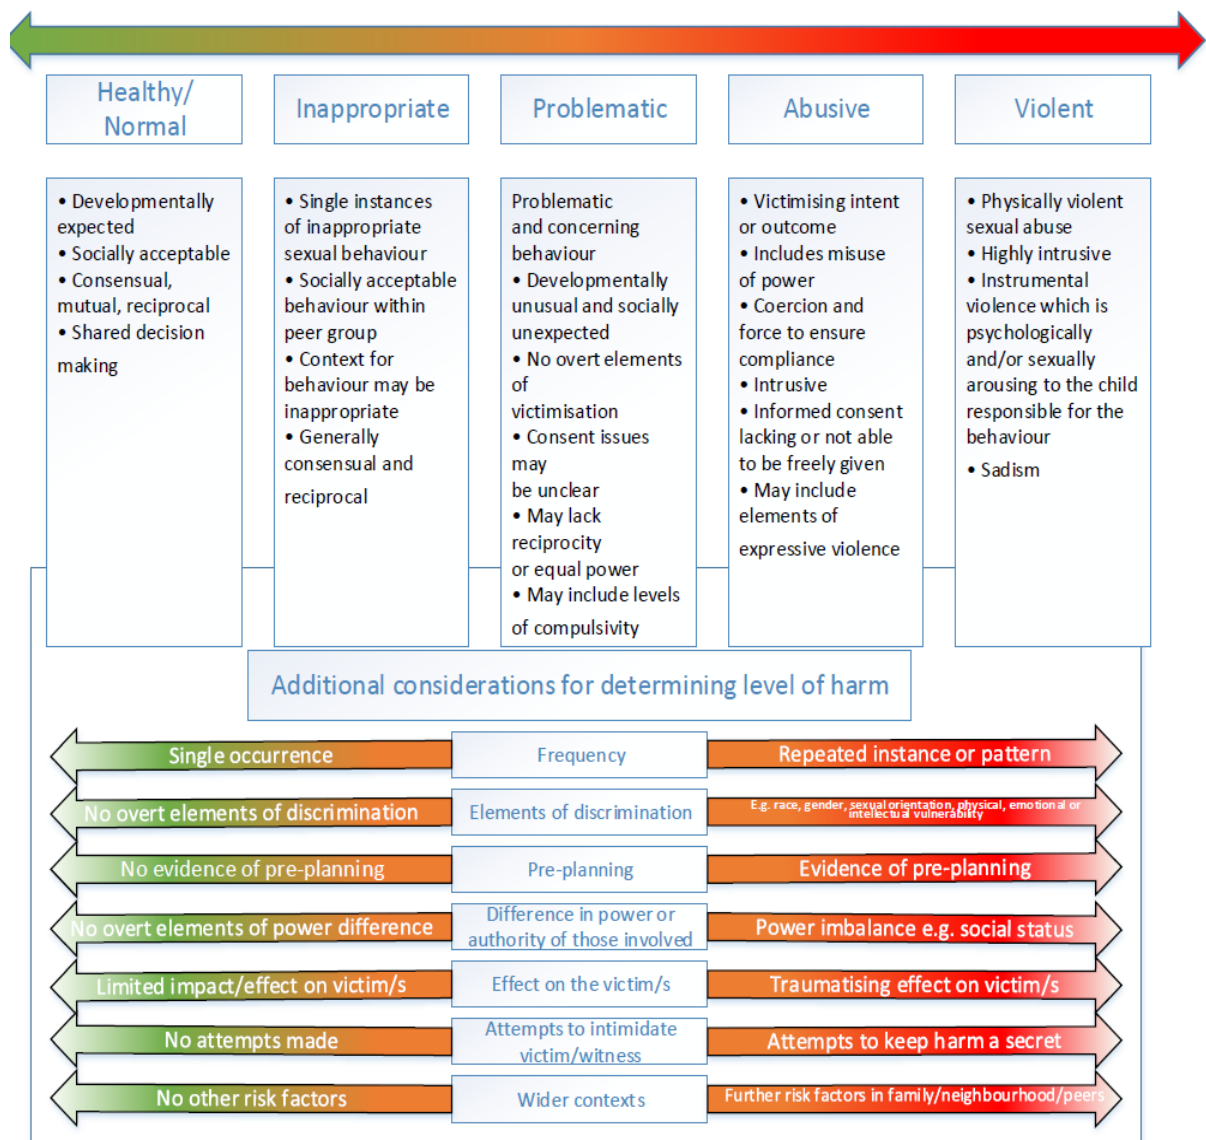 Healthy/
Normal
Inappropriate
Problematic
Abusive
Violent
• Developmentally
expected
• Socially acceptable
• Consensual,
mutual, reciprocal
• Shared decision
making
• Single instances
of inappropriate
sexual behaviour
• Socially acceptable
behaviour within
peer group
• Context for
behaviour may be
inappropriate
• Generally
consensual and
reciprocal
Problematic
and concerning
behaviour
• Developmentally
unusual and socially
unexpected
• No overt elements
of
victimisation
• Consent issues
may
be unclear
• May lack
reciprocity
or equal power
• May include levels
of compulsivity
• Victimising intent
or outcome
• Includes misuse
of power
• Coercion and
force to ensure
compliance
• Intrusive
• Informed consent
lacking or not able
to be freely given
• May include
elements of
expressive violence
• Physically violent
sexual abuse
• Highly intrusive
• Instrumental
violence which is
psychologically
and/or sexually
arousing to the child
responsible for the
behaviour
• Sadism
Additional considerations for determining level of harm
Single occurrence
Frequency
Repeated instance or pattern
No overt elements of discrimination
Elements of discrimination
E.g. race, gender, sexual orientation, physical, emotional or
intellectual vulnerability
No evidence of pre-planning
Pre-planning
Evidence of pre-planning
No overt elements of power difference
Difference in power or
authority of those involved
Power imbalance e.g. social status
Limited impact/effect on victim/s
Effect on the victim/s
Traumatising effect on victim/s
No attempts made
Attempts to intimidate
victim/witness
Attempts to keep harm a secret
No other risk factors
Wider contexts
Further risk factors in family/neighbourhood/peers